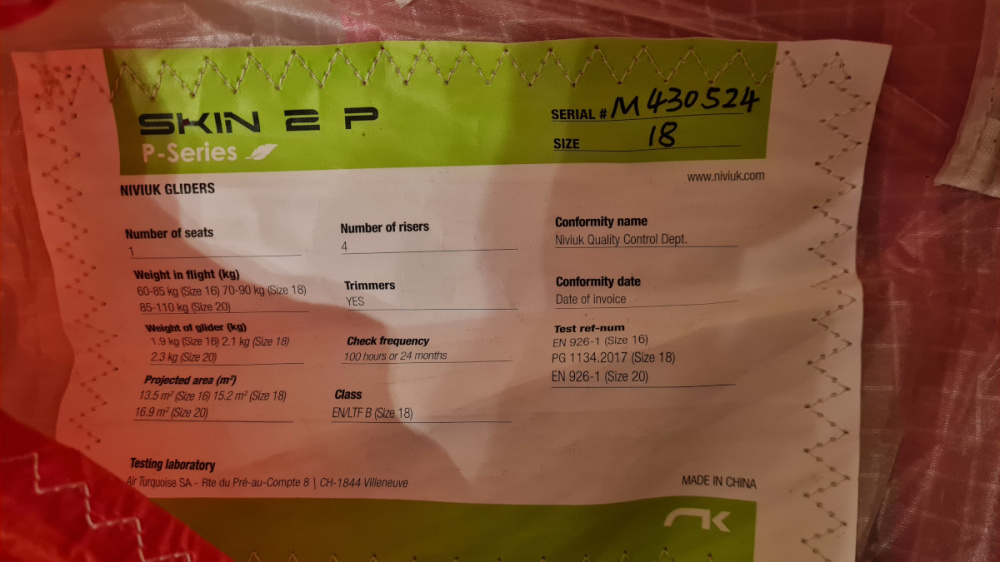 SKIN 2 P
P-Series
SERIAL # M430524
SIZE 18
www.niviuk.com
NIVIUK GLIDERS
Number of seats
1
Weight in flight (kg)
60-85 kg (Size 16) 70-90 kg (Size 18)
85-110 kg (Size 20)
Weight of glider (kg)
1.9 kg (Size 16) 2.1 kg (Size 18)
2.3 kg (Size 20)
Projected area (m²)
13.5 m² (Size 16) 15.2 m² (Size 18)
16.9 m² (Size 20)
Number of risers
4
Trimmers
YES
Check frequency
100 hours or 24 months
Class
EN/LTF B (Size 18)
Conformity name
Niviuk Quality Control Dept.
Conformity date
Date of invoice
Test ref-num
EN 926-1 (Size 16)
PG 1134.2017 (Size 18)
EN 926-1 (Size 20)
Testing laboratory
Air Turquoise SA - Rte du Pré-au-Compte 8 | CH-1844 Villeneuve
MADE IN CHINA